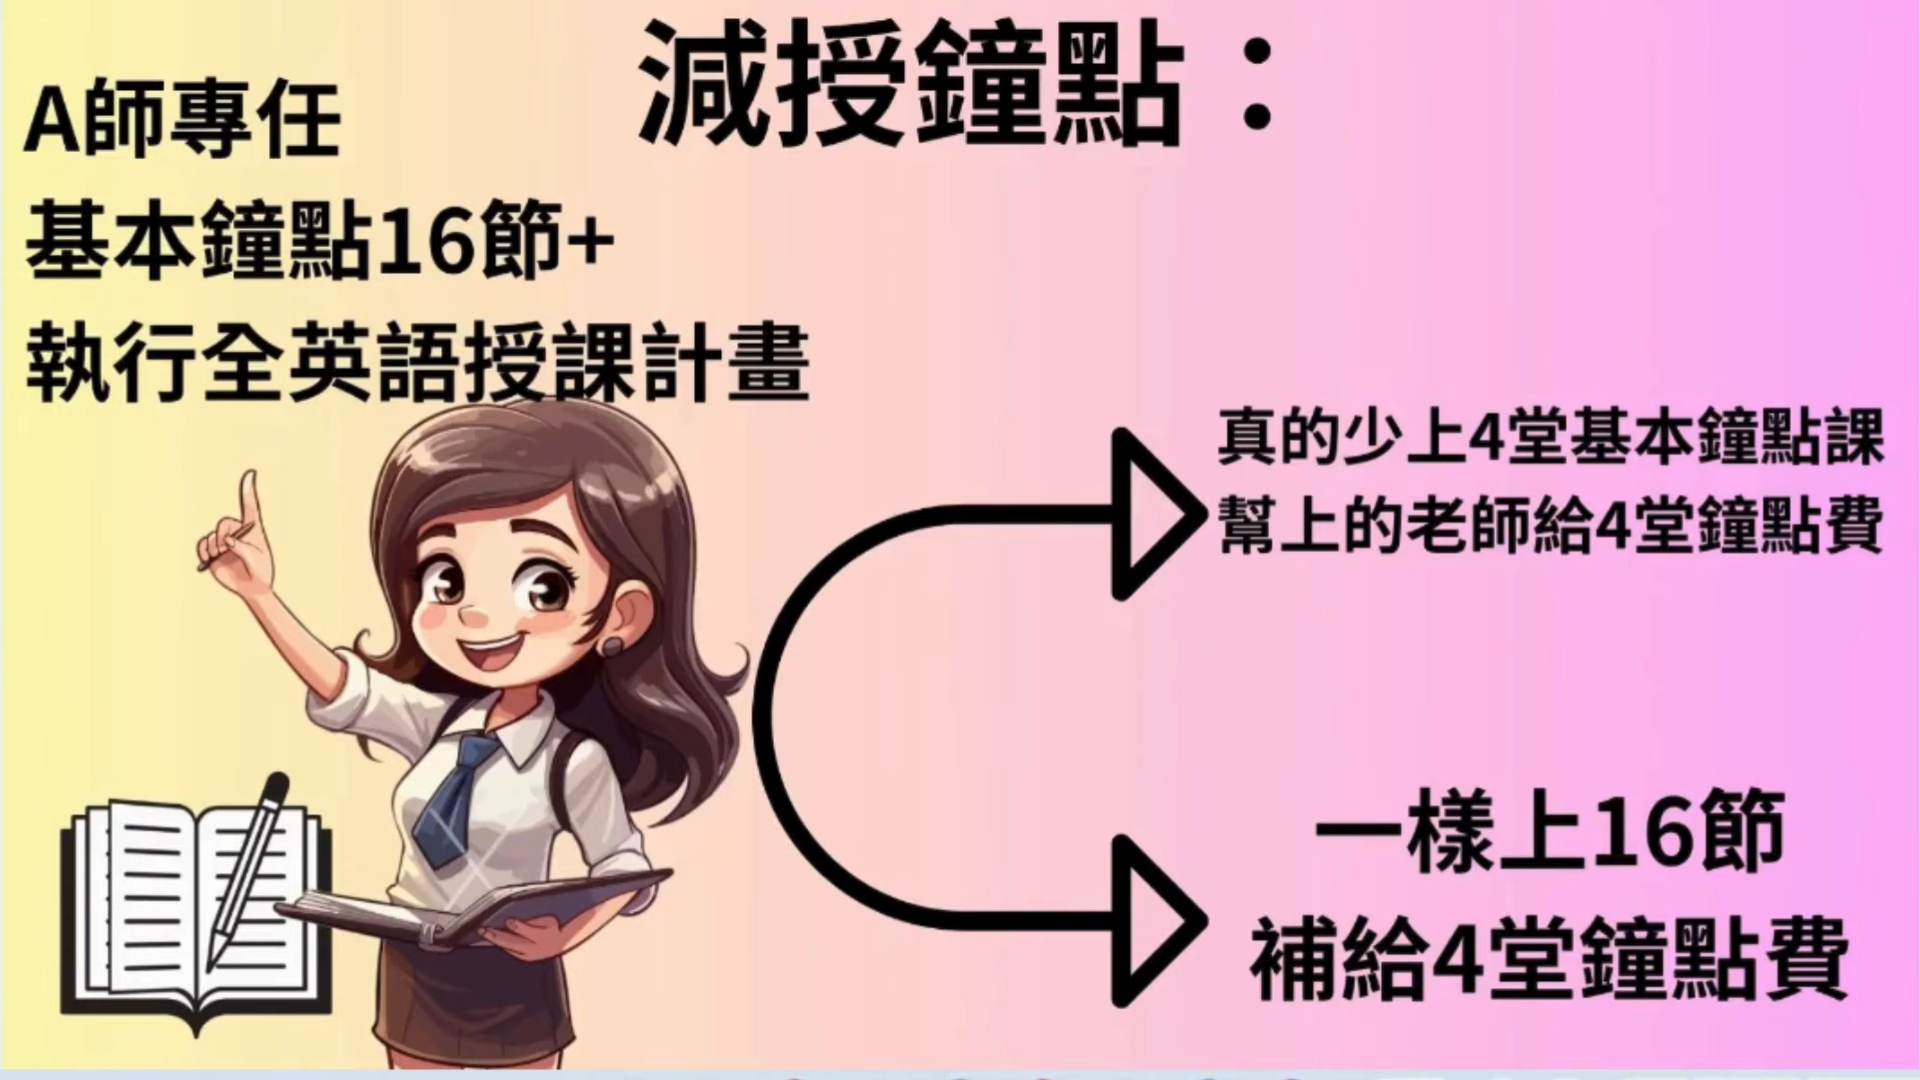 減授鐘點：
A師專任
基本鐘點16節+
執行全英語授課計畫
真的少上4堂基本鐘點課
幫上的老師給4堂鐘點費
一樣上16節
補給4堂鐘點費